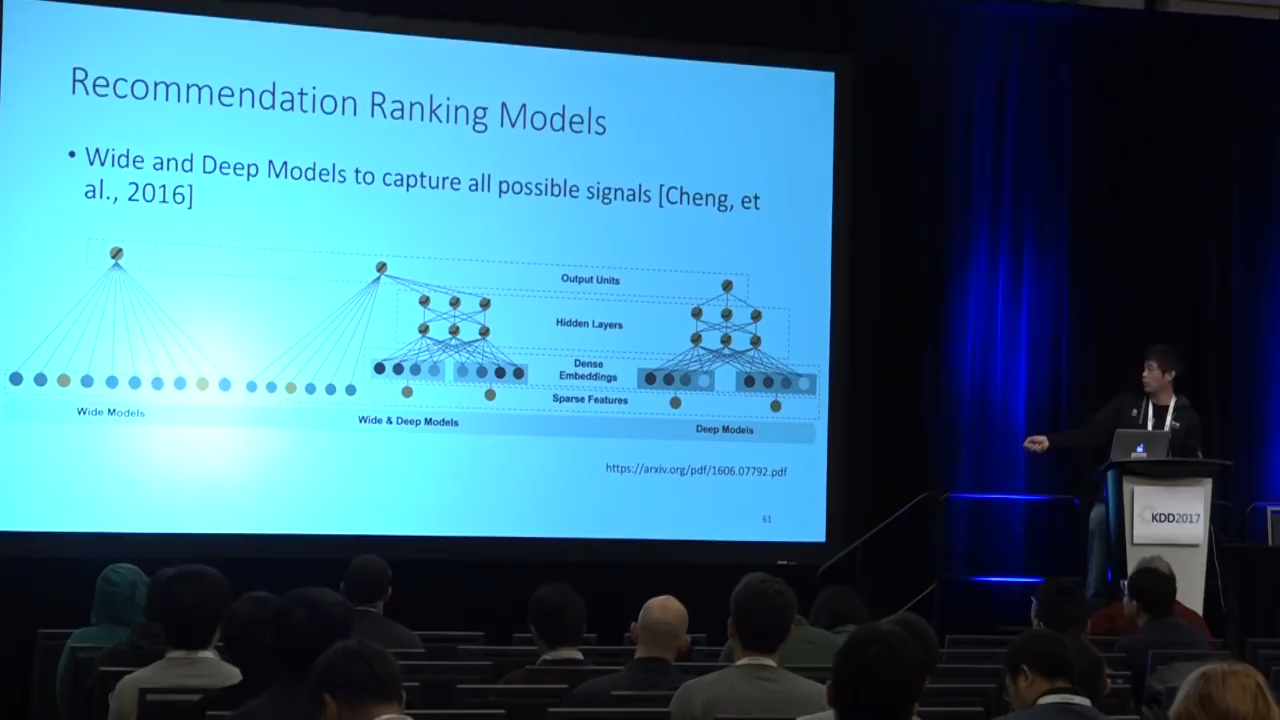 Recommendation Ranking Models
• Wide and Deep Models to capture all possible signals [Cheng, et
al., 2016]
Output Units
Hidden Layers
Dense
Embeddings
Sparse Features
Wide Models
Wide & Deep Models
Deep Models
https://arxiv.org/pdf/1606.07792.pdf
61
KDD2017